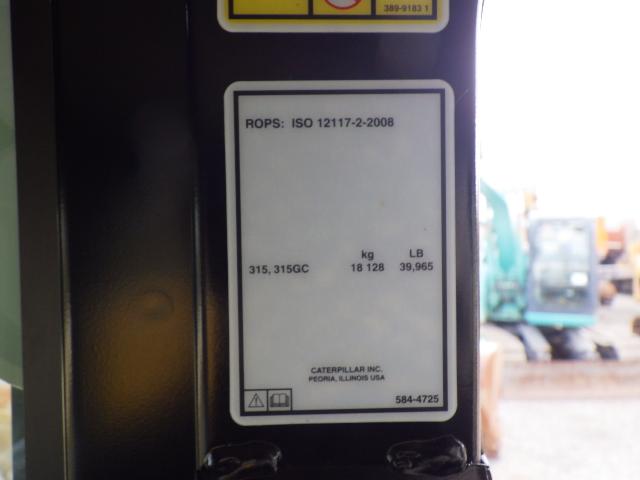 389-9183 1
ROPS: ISO 12117-2-2008
kg LB
315, 315GC 18 128 39,965
CATERPILLAR INC.
PEORIA, ILLINOIS USA
584-4725